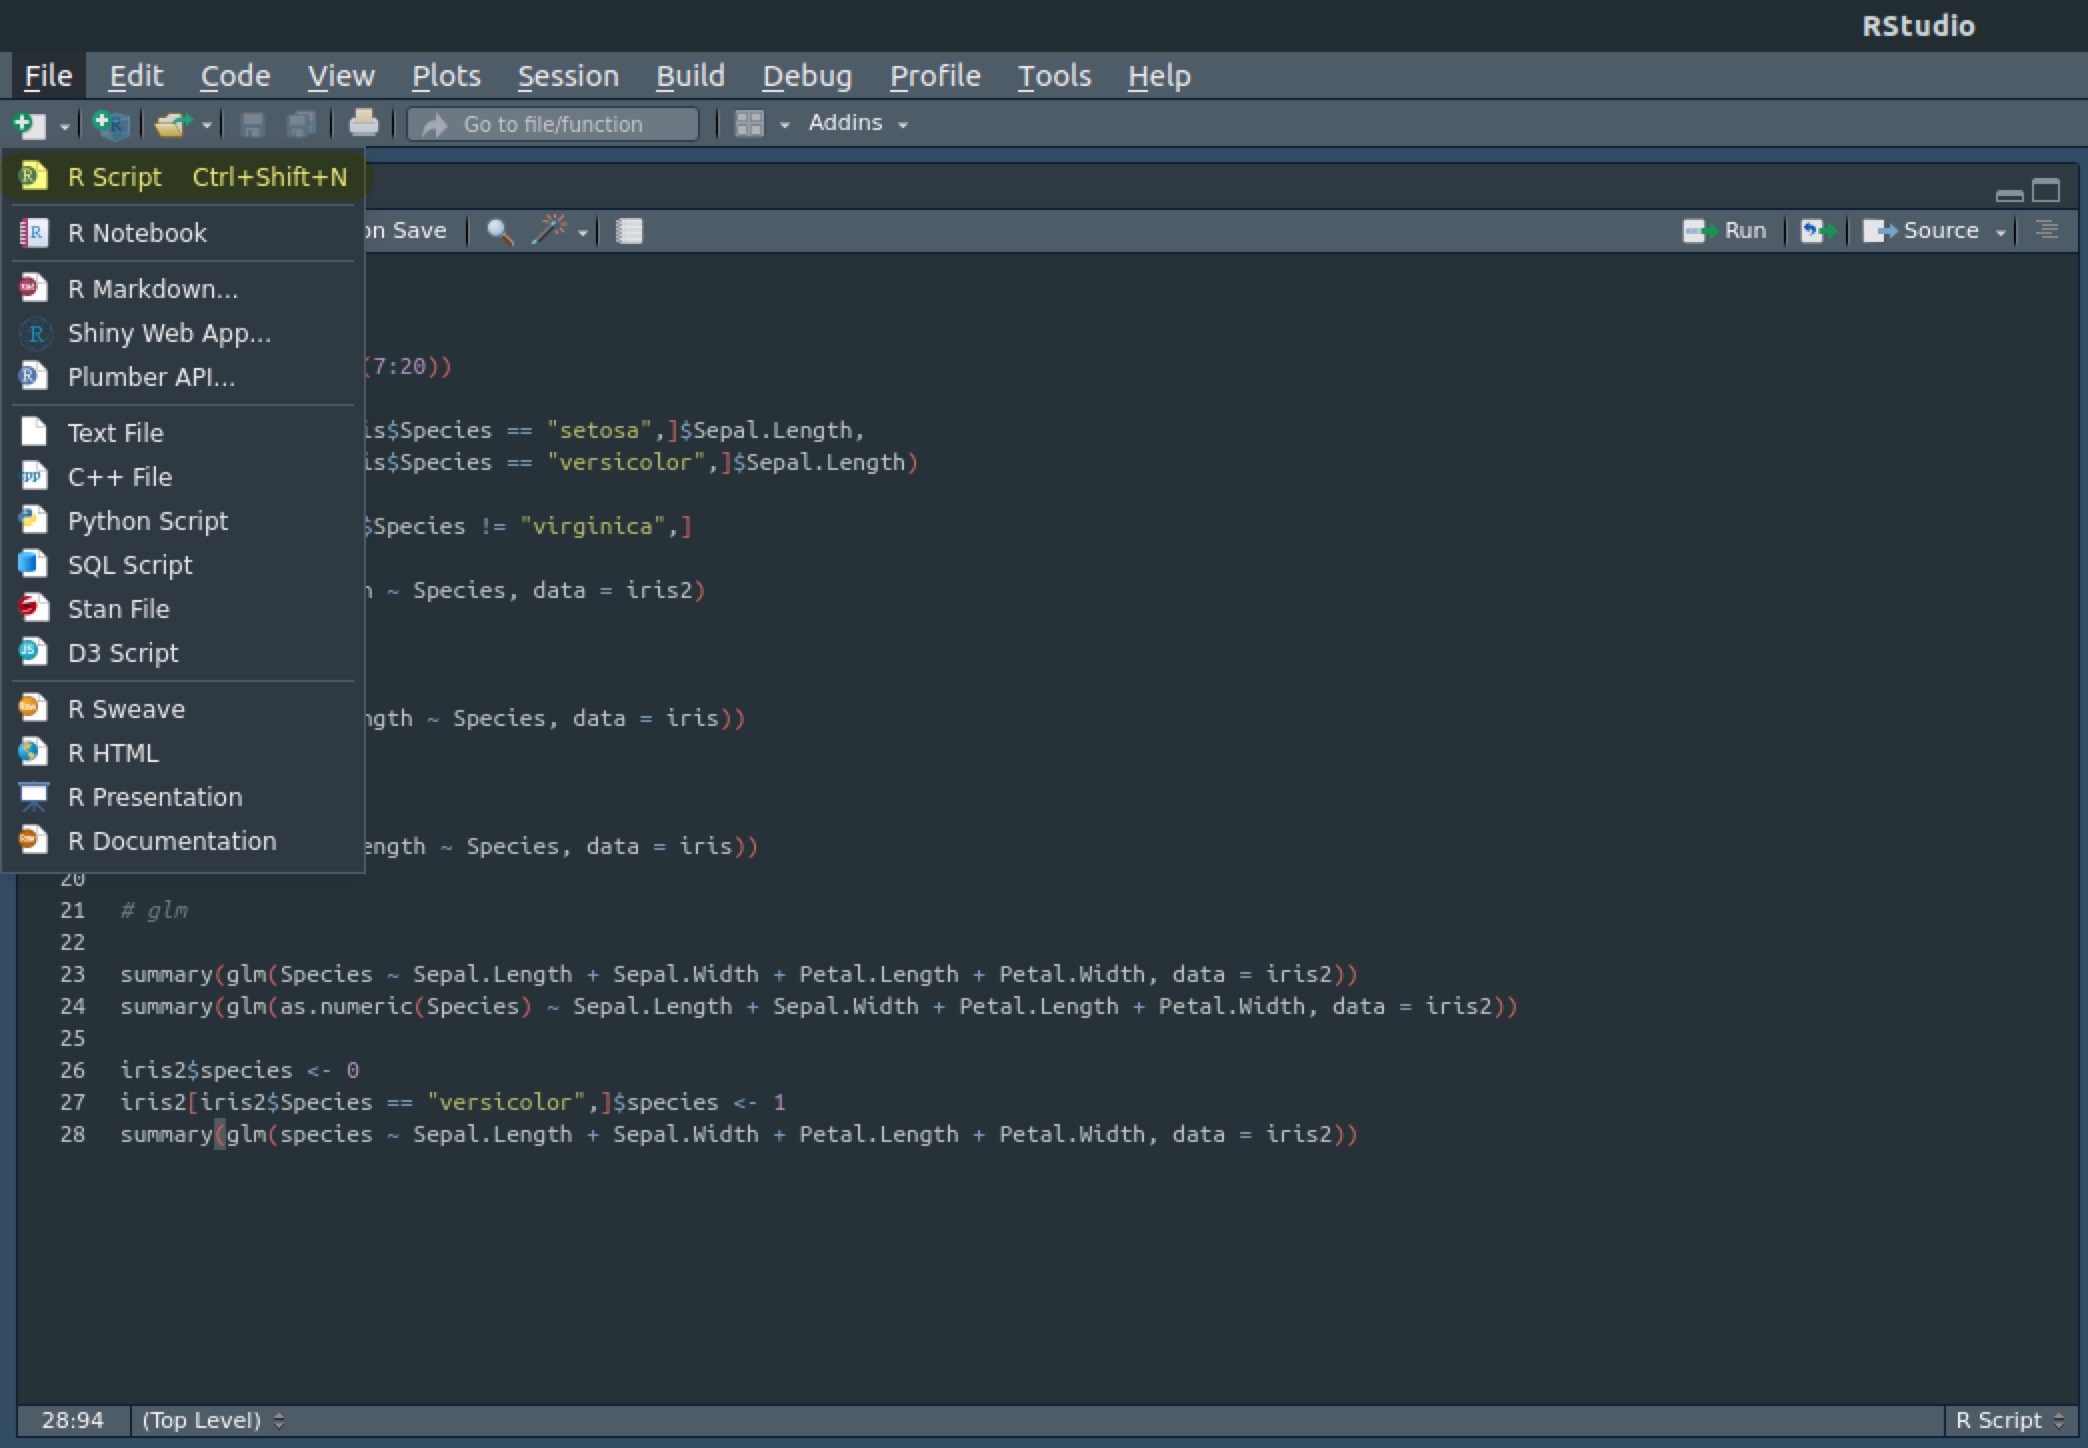 RStudio
File Edit Code View Plots Session Build Debug Profile Tools Help
Go to file/function Addins
R Script Ctrl+Shift+N
R Notebook
on Save Run Source
R Markdown...
Shiny Web App...
(7:20))
Plumber API...
Text File
is$Species == "setosa",]$Sepal.Length,
is$Species == "versicolor",]$Sepal.Length)
C++ File
Python Script
$Species != "virginica",]
SQL Script
~ Species, data = iris2)
Stan File
D3 Script
R Sweave
ngth ~ Species, data = iris))
R HTML
R Presentation
R Documentation
ength ~ Species, data = iris))
20
21 # glm
22
23 summary(glm(Species ~ Sepal.Length + Sepal.Width + Petal.Length + Petal.Width, data = iris2))
24 summary(glm(as.numeric(Species) ~ Sepal.Length + Sepal.Width + Petal.Length + Petal.Width, data = iris2))
25
26 iris2$species <- 0
27 iris2[iris2$Species == "versicolor",]$species <- 1
28 summary(glm(species ~ Sepal.Length + Sepal.Width + Petal.Length + Petal.Width, data = iris2))
28:94 (Top Level) R Script